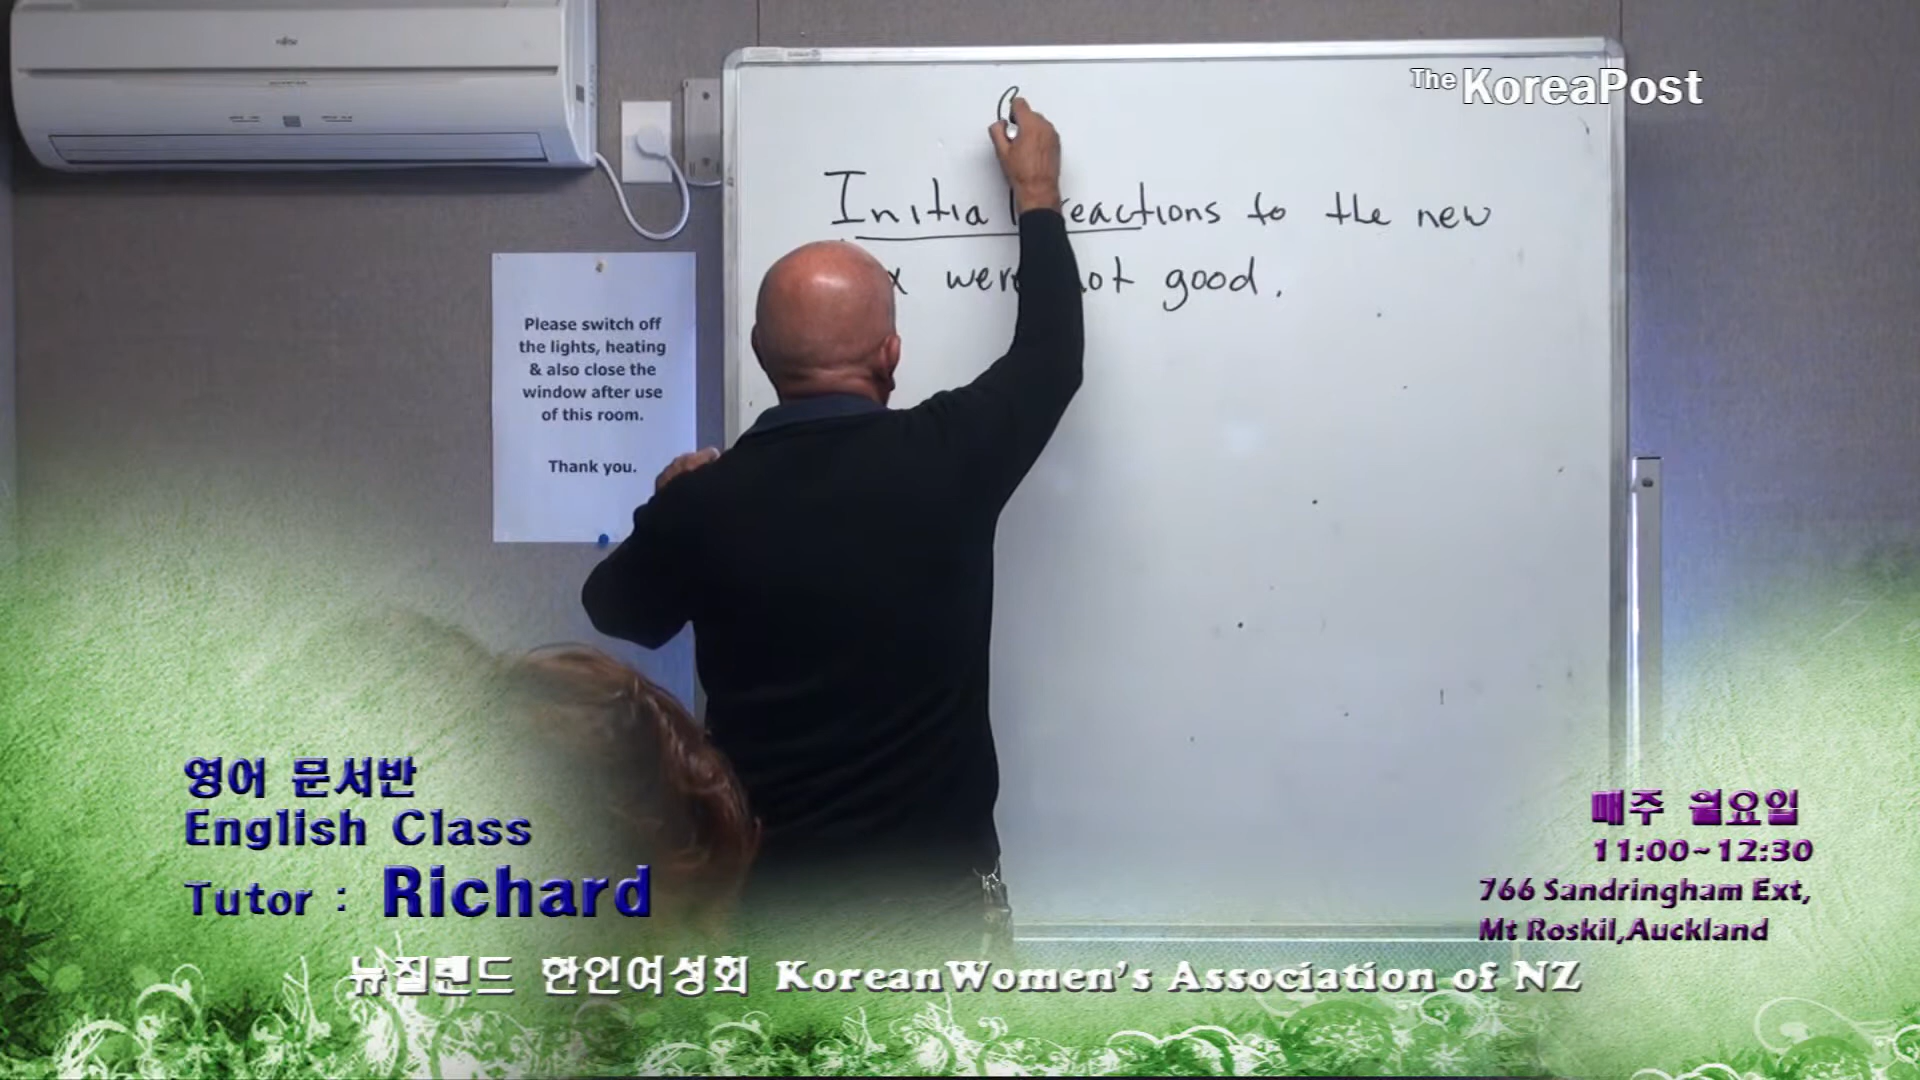 The KoreaPost
Initial reactions to the new
were not good.
Please switch off
the lights, heating
& also close the
window after use
of this room.
Thank you.
영어 문서반
English Class
Tutor : Richard
매주 월요일
11:00~12:30
766 Sandringham Ext,
Mt Roskil,Auckland
뉴질랜드 한인여성회 KoreanWomen's Association of NZ